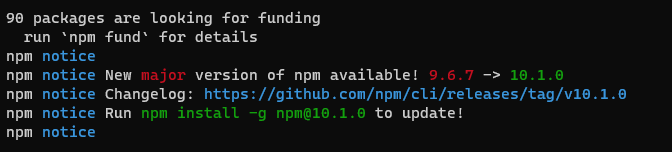 90 packages are looking for funding
run `npm fund` for details
npm notice
npm notice New major version of npm available! 9.6.7 -> 10.1.0
npm notice Changelog: https://github.com/npm/cli/releases/tag/v10.1.0
npm notice Run npm install -g npm@10.1.0 to update!
npm notice